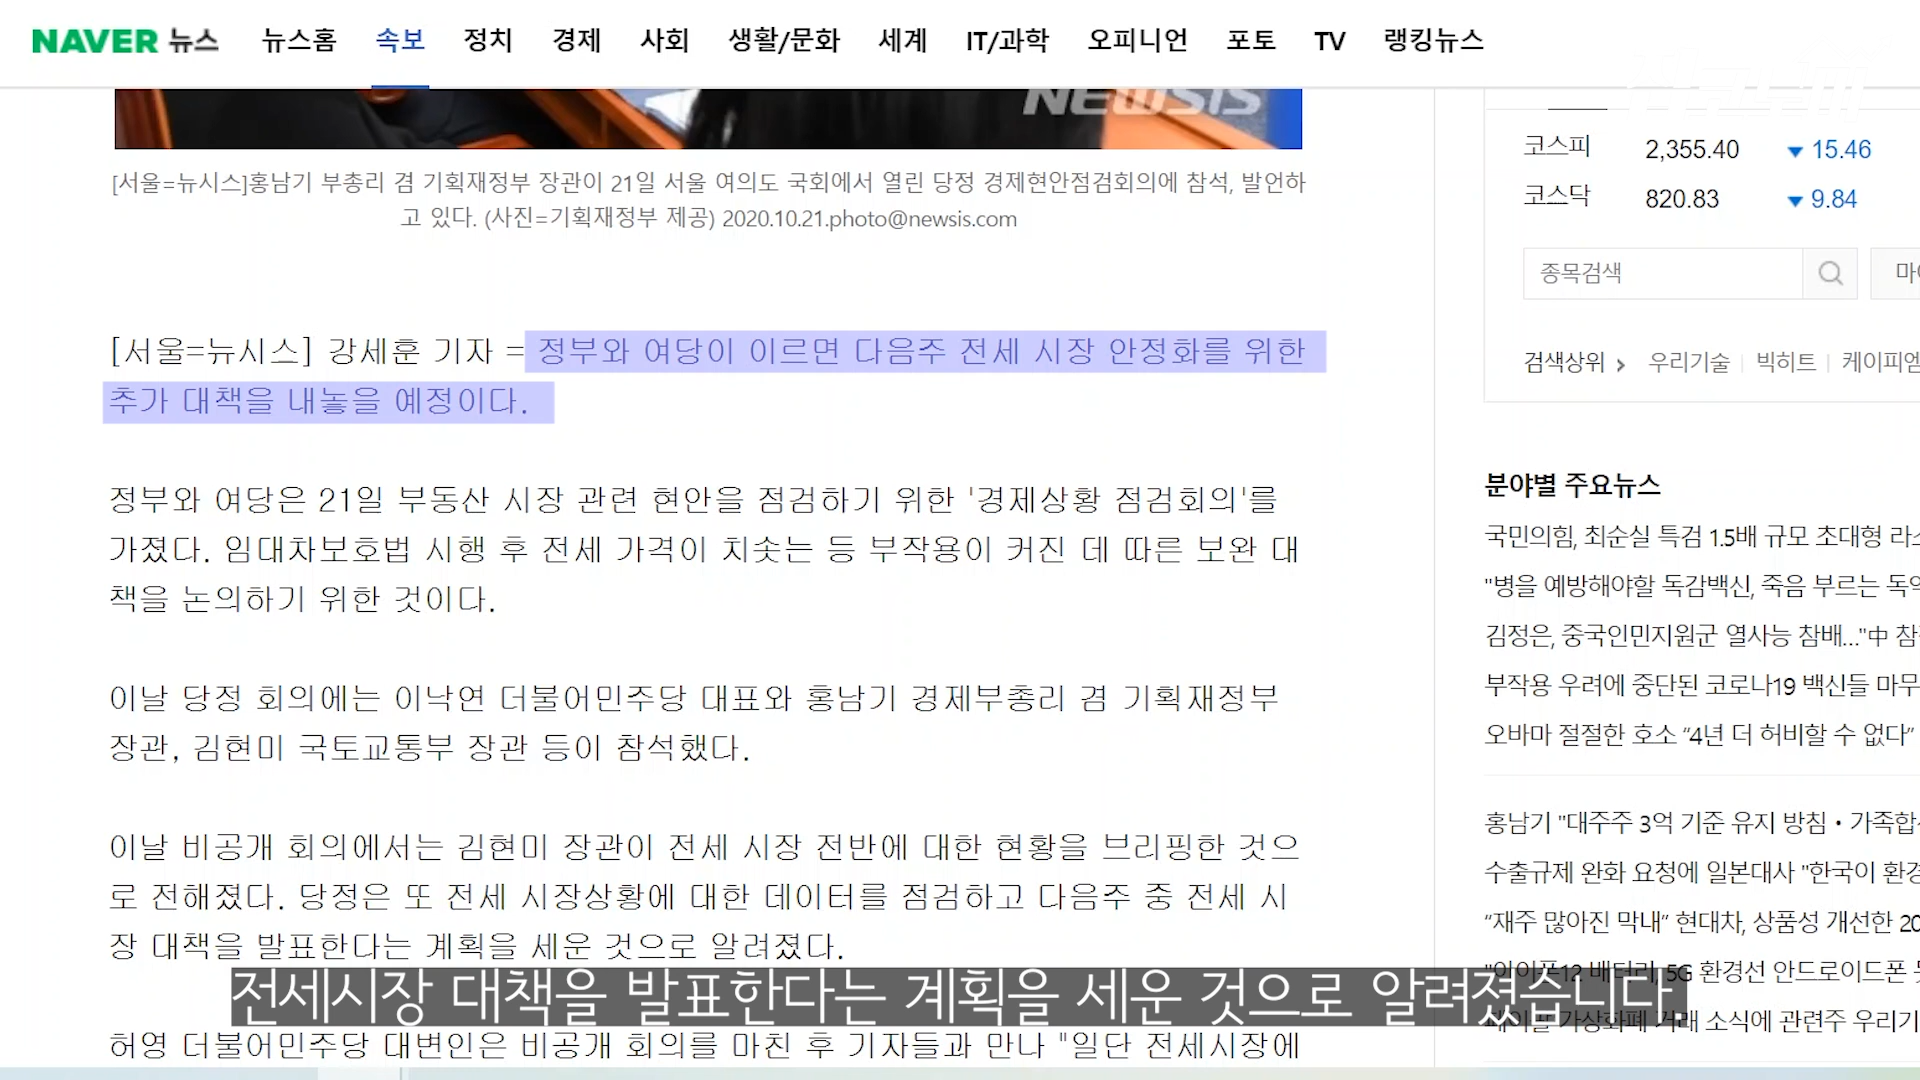 NAVER 뉴스 뉴스홈 속보 정치 경제 사회 생활/문화 세계 IT/과학 오피니언 포토 TV 랭킹뉴스
NEWSIS
[서울=뉴시스]홍남기 부총리 겸 기획재정부 장관이 21일 서울 여의도 국회에서 열린 당정 경제현안점검회의에 참석, 발언하
고 있다. (사진=기획재정부 제공) 2020.10.21.photo@newsis.com
[서울=뉴시스] 강세훈 기자 = 정부와 여당이 이르면 다음주 전세 시장 안정화를 위한
추가 대책을 내놓을 예정이다.
정부와 여당은 21일 부동산 시장 관련 현안을 점검하기 위한 '경제상황 점검회의'를
가졌다. 임대차보호법 시행 후 전세 가격이 치솟는 등 부작용이 커진 데 따른 보완 대
책을 논의하기 위한 것이다.
이날 당정 회의에는 이낙연 더불어민주당 대표와 홍남기 경제부총리 겸 기획재정부
장관, 김현미 국토교통부 장관 등이 참석했다.
이날 비공개 회의에서는 김현미 장관이 전세 시장 전반에 대한 현황을 브리핑한 것으
로 전해졌다. 당정은 또 전세 시장상황에 대한 데이터를 점검하고 다음주 중 전세 시
장 대책을 발표한다는 계획을 세운 것으로 알려졌다.
허영 더불어민주당 대변인은 비공개 회의를 마친 후 기자들과 만나 "일단 전세시장에
코스피 2,355.40 ▼ 15.46
코스닥 820.83 ▼ 9.84
종목검색
검색상위 › 우리기술 | 빅히트 | 케이피엠
분야별 주요뉴스
국민의힘, 최순실 특검 1.5배 규모 초대형 라
"병을 예방해야할 독감백신, 죽음 부르는 독
김정은, 중국인민지원군 열사능 참배..."中 참
부작용 우려에 중단된 코로나19 백신들 마무
오바마 절절한 호소 “4년 더 허비할 수 없다”
홍남기 "대주주 3억 기준 유지 방침・가족합
수출규제 완화 요청에 일본대사 "한국이 환경
“재주 많아진 막내” 현대차, 상품성 개선한 20
"아이폰12 배터리, 5G 환경선 안드로이드폰
페이팔 가상화폐 거래 소식에 관련주 우리기
전세시장 대책을 발표한다는 계획을 세운 것으로 알려졌습니다.